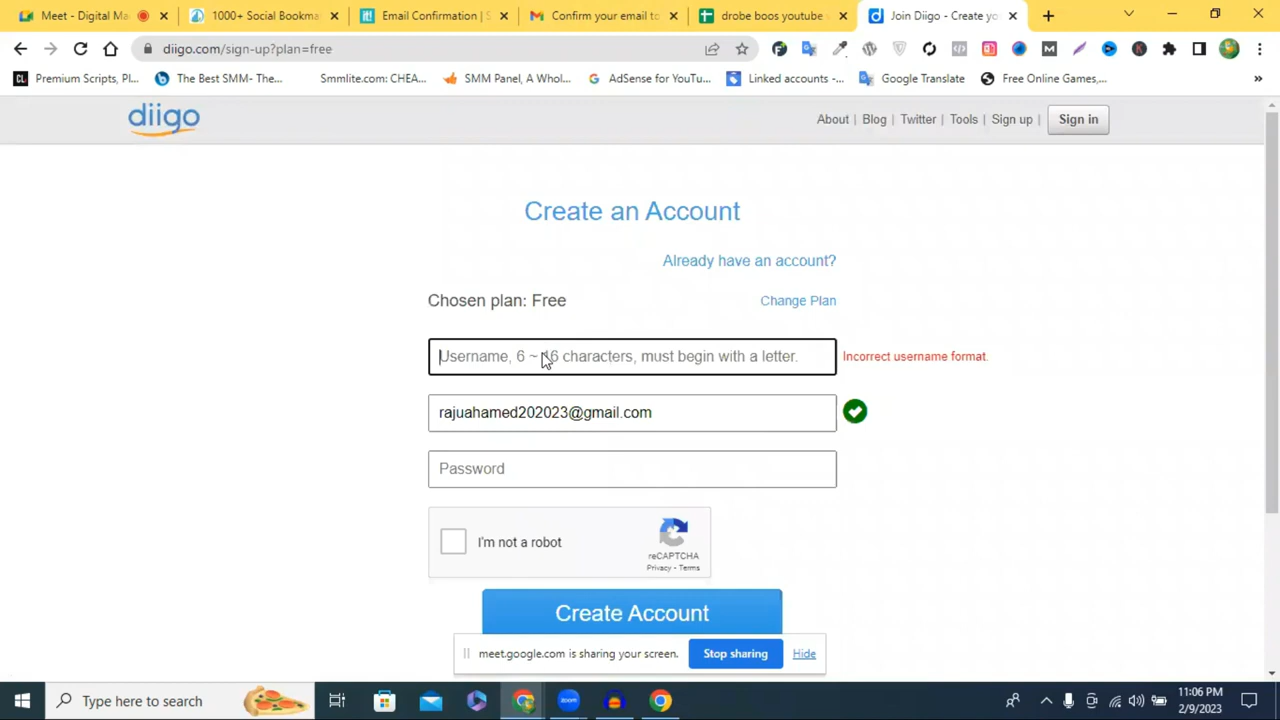 Meet - Digital Ma
1000+ Social Bookma
Email Confirmation | S
Confirm your email to
drobe boos youtube
Join Diigo - Create yo
diigo.com/sign-up?plan=free
Premium Scripts, Pl...
The Best SMM- The...
Smmlite.com: CHEA...
SMM Panel, A Whol...
AdSense for YouTu...
Linked accounts -...
Google Translate
Free Online Games,...
diigo
About | Blog | Twitter | Tools | Sign up |
Sign in
Create an Account
Already have an account?
Chosen plan: Free
Change Plan
Username, 6 ~ 16 characters, must begin with a letter.
Incorrect username format.
rajuahamed202023@gmail.com
Password
I'm not a robot
reCAPTCHA
Privacy - Terms
Create Account
meet.google.com is sharing your screen.
Stop sharing
Hide
Type here to search
zoom
11:06 PM
2/9/2023